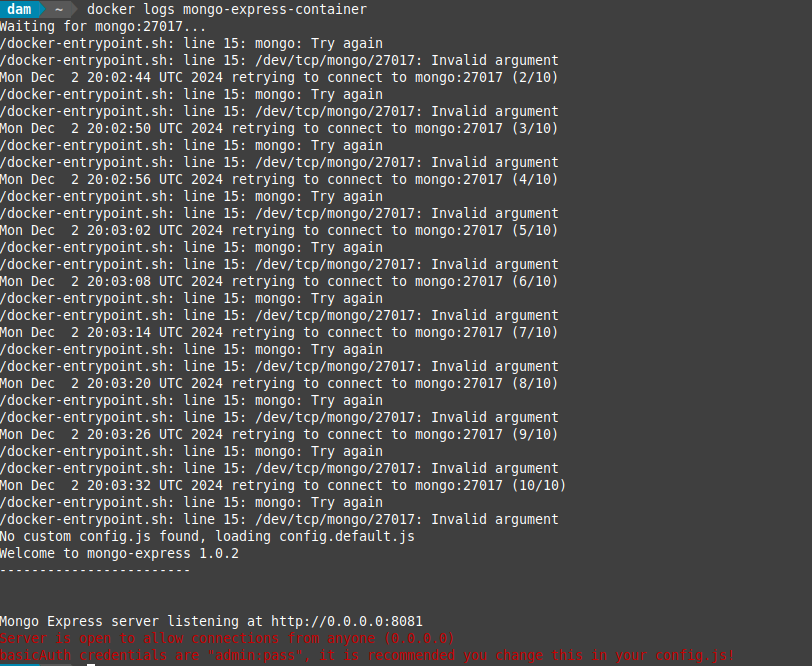 dam ~ docker logs mongo-express-container
Waiting for mongo:27017...
/docker-entrypoint.sh: line 15: mongo: Try again
/docker-entrypoint.sh: line 15: /dev/tcp/mongo/27017: Invalid argument
Mon Dec  2 20:02:44 UTC 2024 retrying to connect to mongo:27017 (2/10)
/docker-entrypoint.sh: line 15: mongo: Try again
/docker-entrypoint.sh: line 15: /dev/tcp/mongo/27017: Invalid argument
Mon Dec  2 20:02:50 UTC 2024 retrying to connect to mongo:27017 (3/10)
/docker-entrypoint.sh: line 15: mongo: Try again
/docker-entrypoint.sh: line 15: /dev/tcp/mongo/27017: Invalid argument
Mon Dec  2 20:02:56 UTC 2024 retrying to connect to mongo:27017 (4/10)
/docker-entrypoint.sh: line 15: mongo: Try again
/docker-entrypoint.sh: line 15: /dev/tcp/mongo/27017: Invalid argument
Mon Dec  2 20:03:02 UTC 2024 retrying to connect to mongo:27017 (5/10)
/docker-entrypoint.sh: line 15: mongo: Try again
/docker-entrypoint.sh: line 15: /dev/tcp/mongo/27017: Invalid argument
Mon Dec  2 20:03:08 UTC 2024 retrying to connect to mongo:27017 (6/10)
/docker-entrypoint.sh: line 15: mongo: Try again
/docker-entrypoint.sh: line 15: /dev/tcp/mongo/27017: Invalid argument
Mon Dec  2 20:03:14 UTC 2024 retrying to connect to mongo:27017 (7/10)
/docker-entrypoint.sh: line 15: mongo: Try again
/docker-entrypoint.sh: line 15: /dev/tcp/mongo/27017: Invalid argument
Mon Dec  2 20:03:20 UTC 2024 retrying to connect to mongo:27017 (8/10)
/docker-entrypoint.sh: line 15: mongo: Try again
/docker-entrypoint.sh: line 15: /dev/tcp/mongo/27017: Invalid argument
Mon Dec  2 20:03:26 UTC 2024 retrying to connect to mongo:27017 (9/10)
/docker-entrypoint.sh: line 15: mongo: Try again
/docker-entrypoint.sh: line 15: /dev/tcp/mongo/27017: Invalid argument
Mon Dec  2 20:03:32 UTC 2024 retrying to connect to mongo:27017 (10/10)
/docker-entrypoint.sh: line 15: mongo: Try again
/docker-entrypoint.sh: line 15: /dev/tcp/mongo/27017: Invalid argument
No custom config.js found, loading config.default.js
Welcome to mongo-express 1.0.2
------------------------
Mongo Express server listening at http://0.0.0.0:8081
Server is open to allow connections from anyone (0.0.0.0)
basicAuth credentials are "admin:pass", it is recommended you change this in your config.js!